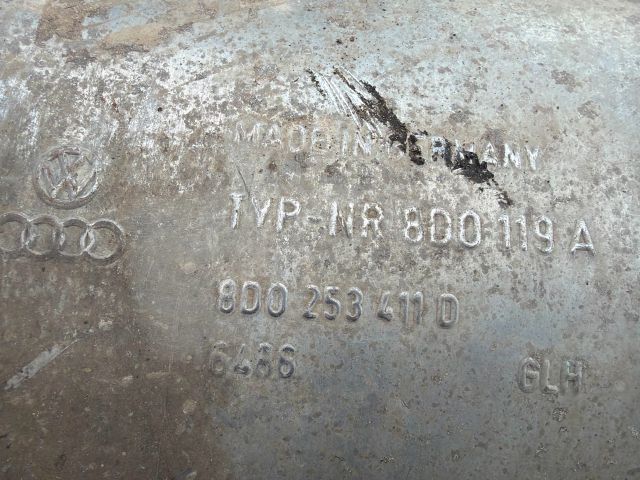 MADE IN GERMANY
TYP-NR 8D0 119 A
8D0 253 411 D
6486 GLH